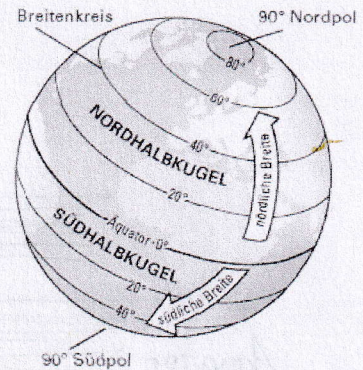 Breitenkreis
90° Nordpol
80°
60°
40°
NORDHALBKUGEL
nördliche Breite
20°
Äquator-0°
SÜDHALBKUGEL
20°
südliche Breite
40°
90° Südpol